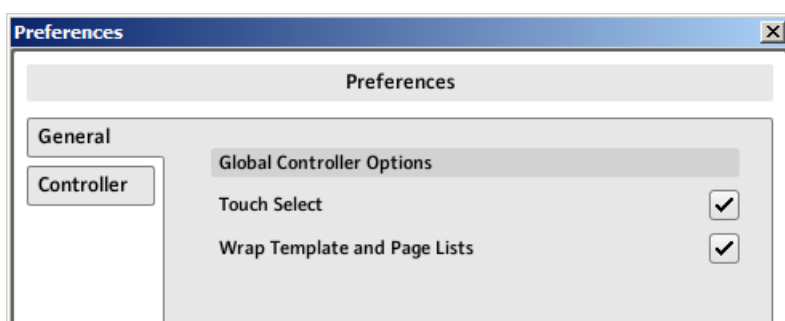 Preferences
Preferences
General
Global Controller Options
Controller
Touch Select
Wrap Template and Page Lists